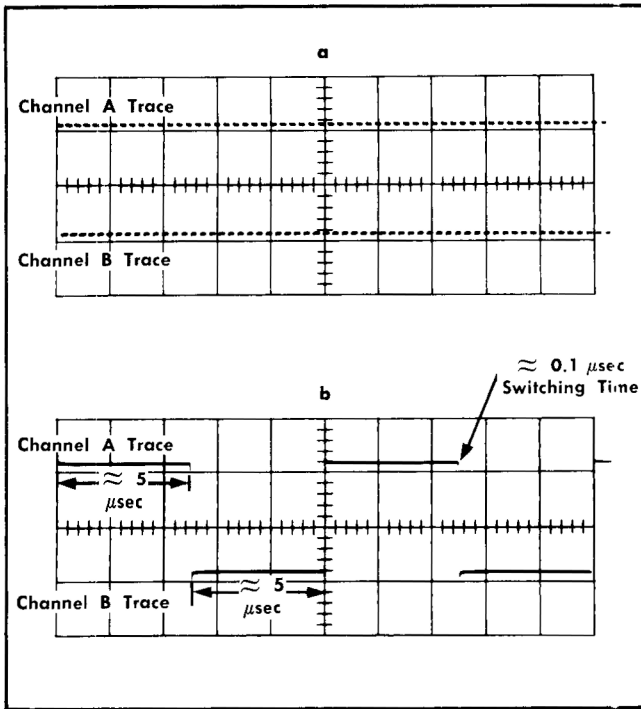 a
Channel A Trace
Channel B Trace
≈ 0.1 μsec
Switching Time
b
Channel A Trace
≈ 5
μsec
≈ 5
μsec
Channel B Trace